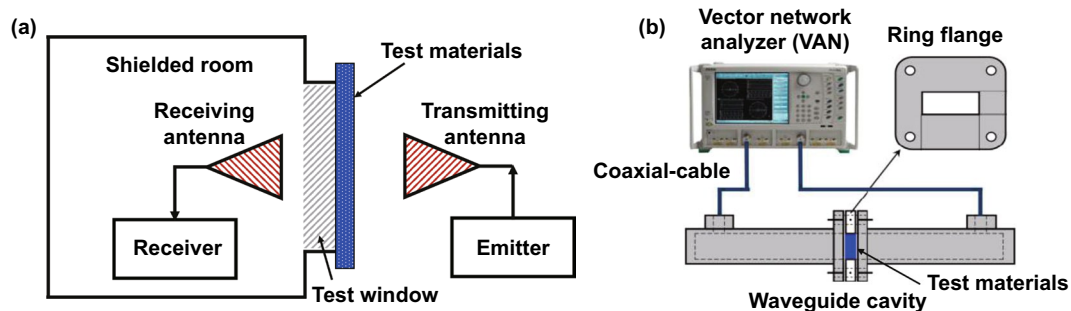 (a)
Shielded room
Test materials
Receiving
antenna
Transmitting
antenna
Receiver
Emitter
Test window
(b)
Vector network
analyzer (VAN)
Ring flange
Coaxial-cable
Test materials
Waveguide cavity